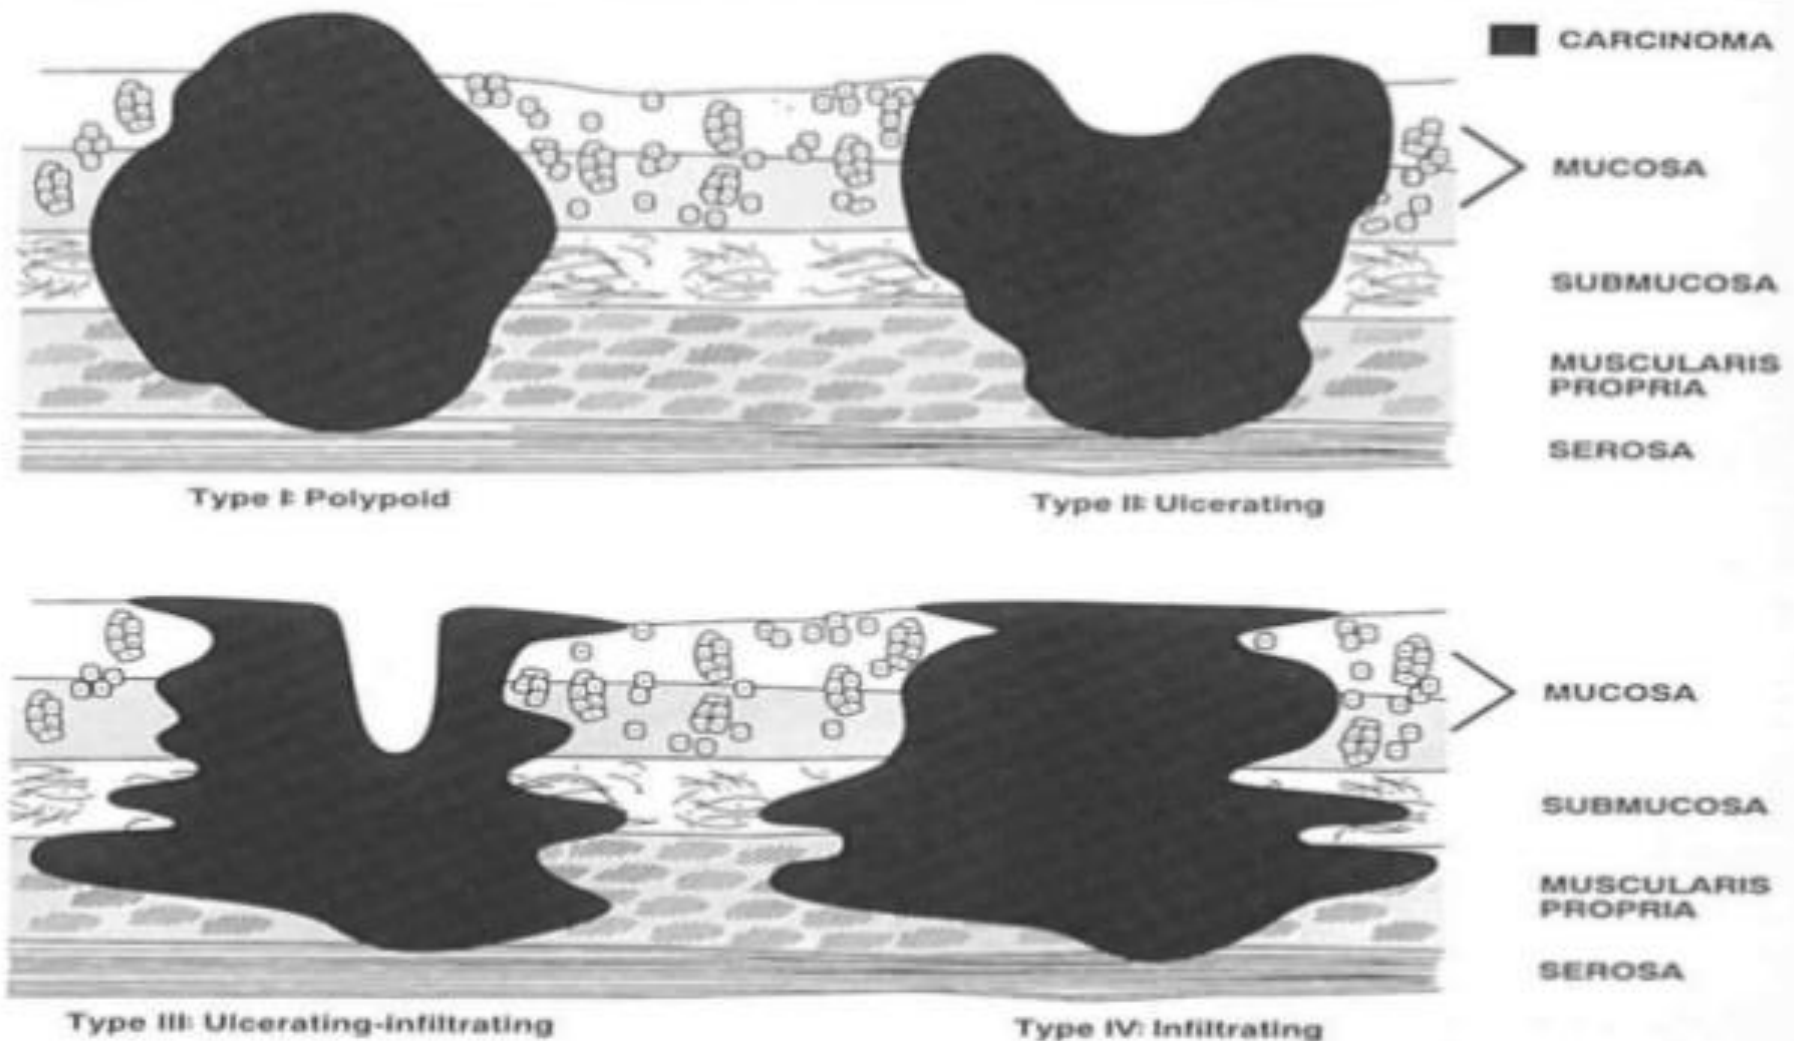 CARCINOMA
MUCOSA
SUBMUCOSA
MUSCULARIS
PROPRIA
SEROSA
Type I: Polypoid
Type II: Ulcerating
MUCOSA
SUBMUCOSA
MUSCULARIS
PROPRIA
SEROSA
Type III: Ulcerating-infiltrating
Type IV: Infiltrating